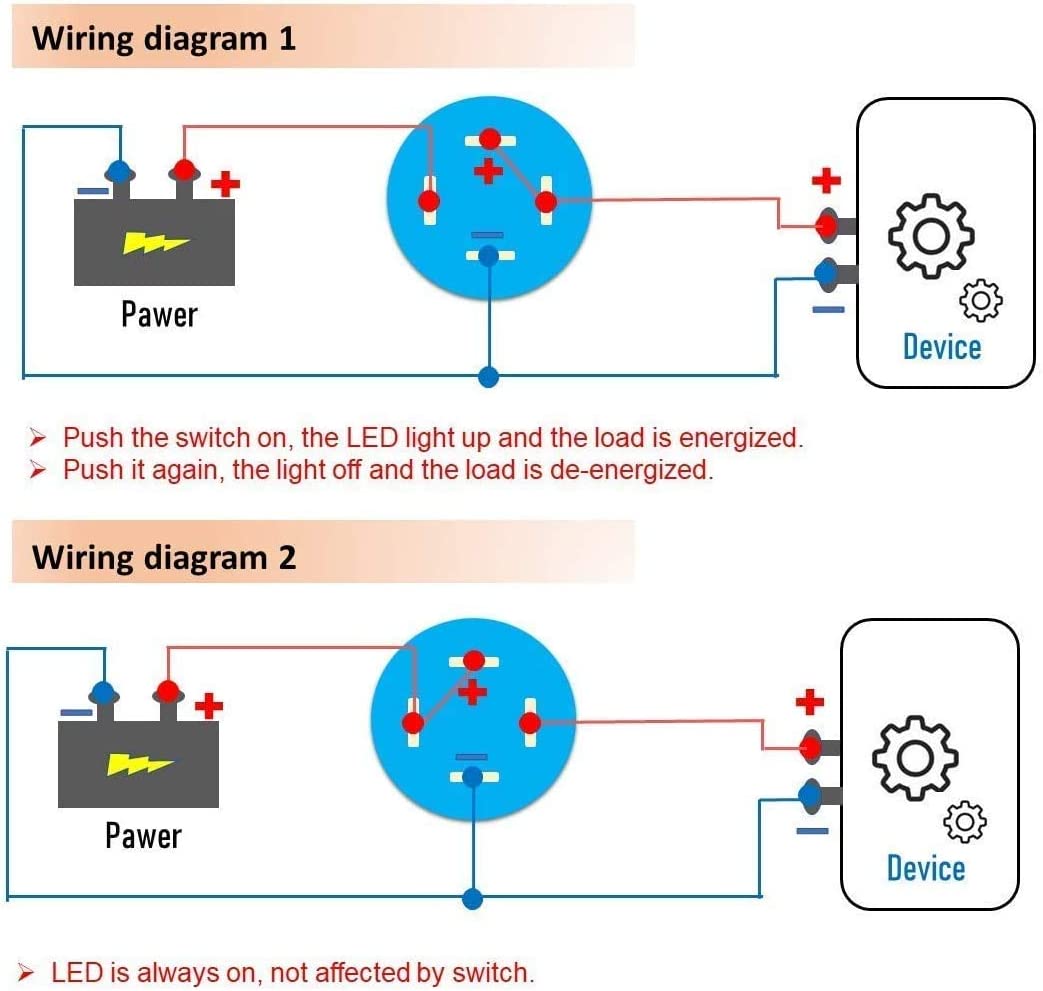 Wiring diagram 1
Pawer
Device
Push the switch on, the LED light up and the load is energized.
Push it again, the light off and the load is de-energized.
Wiring diagram 2
Pawer
Device
LED is always on, not affected by switch.